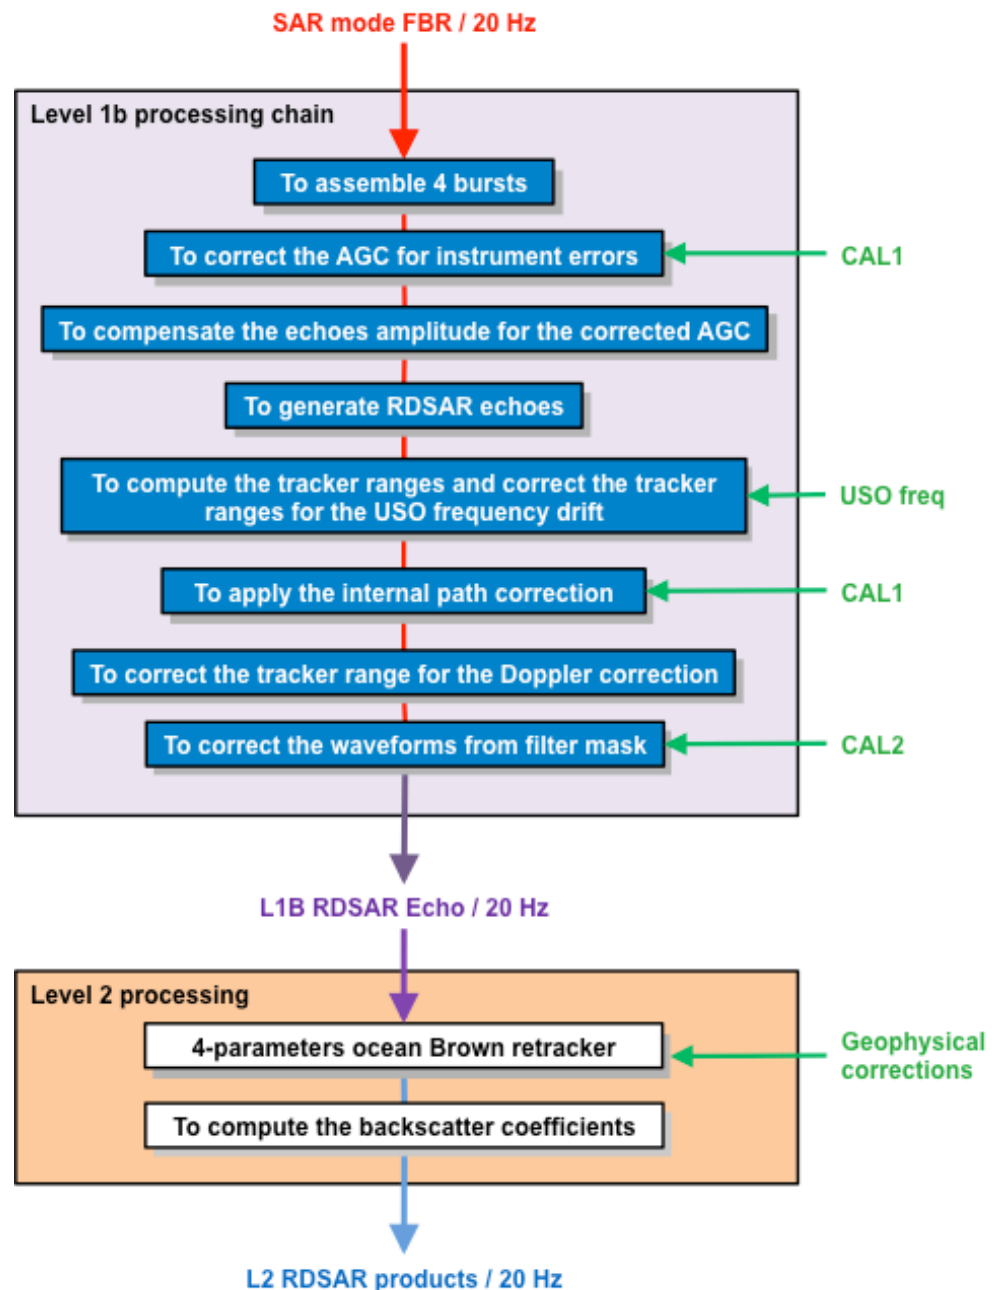 SAR mode FBR / 20 Hz
Level 1b processing chain
To assemble 4 bursts
To correct the AGC for instrument errors
CAL1
To compensate the echoes amplitude for the corrected AGC
To generate RDSAR echoes
To compute the tracker ranges and correct the tracker
ranges for the USO frequency drift
USO freq
To apply the internal path correction
CAL1
To correct the tracker range for the Doppler correction
To correct the waveforms from filter mask
CAL2
L1B RDSAR Echo / 20 Hz
Level 2 processing
4-parameters ocean Brown retracker
Geophysical
corrections
To compute the backscatter coefficients
L2 RDSAR products / 20 Hz